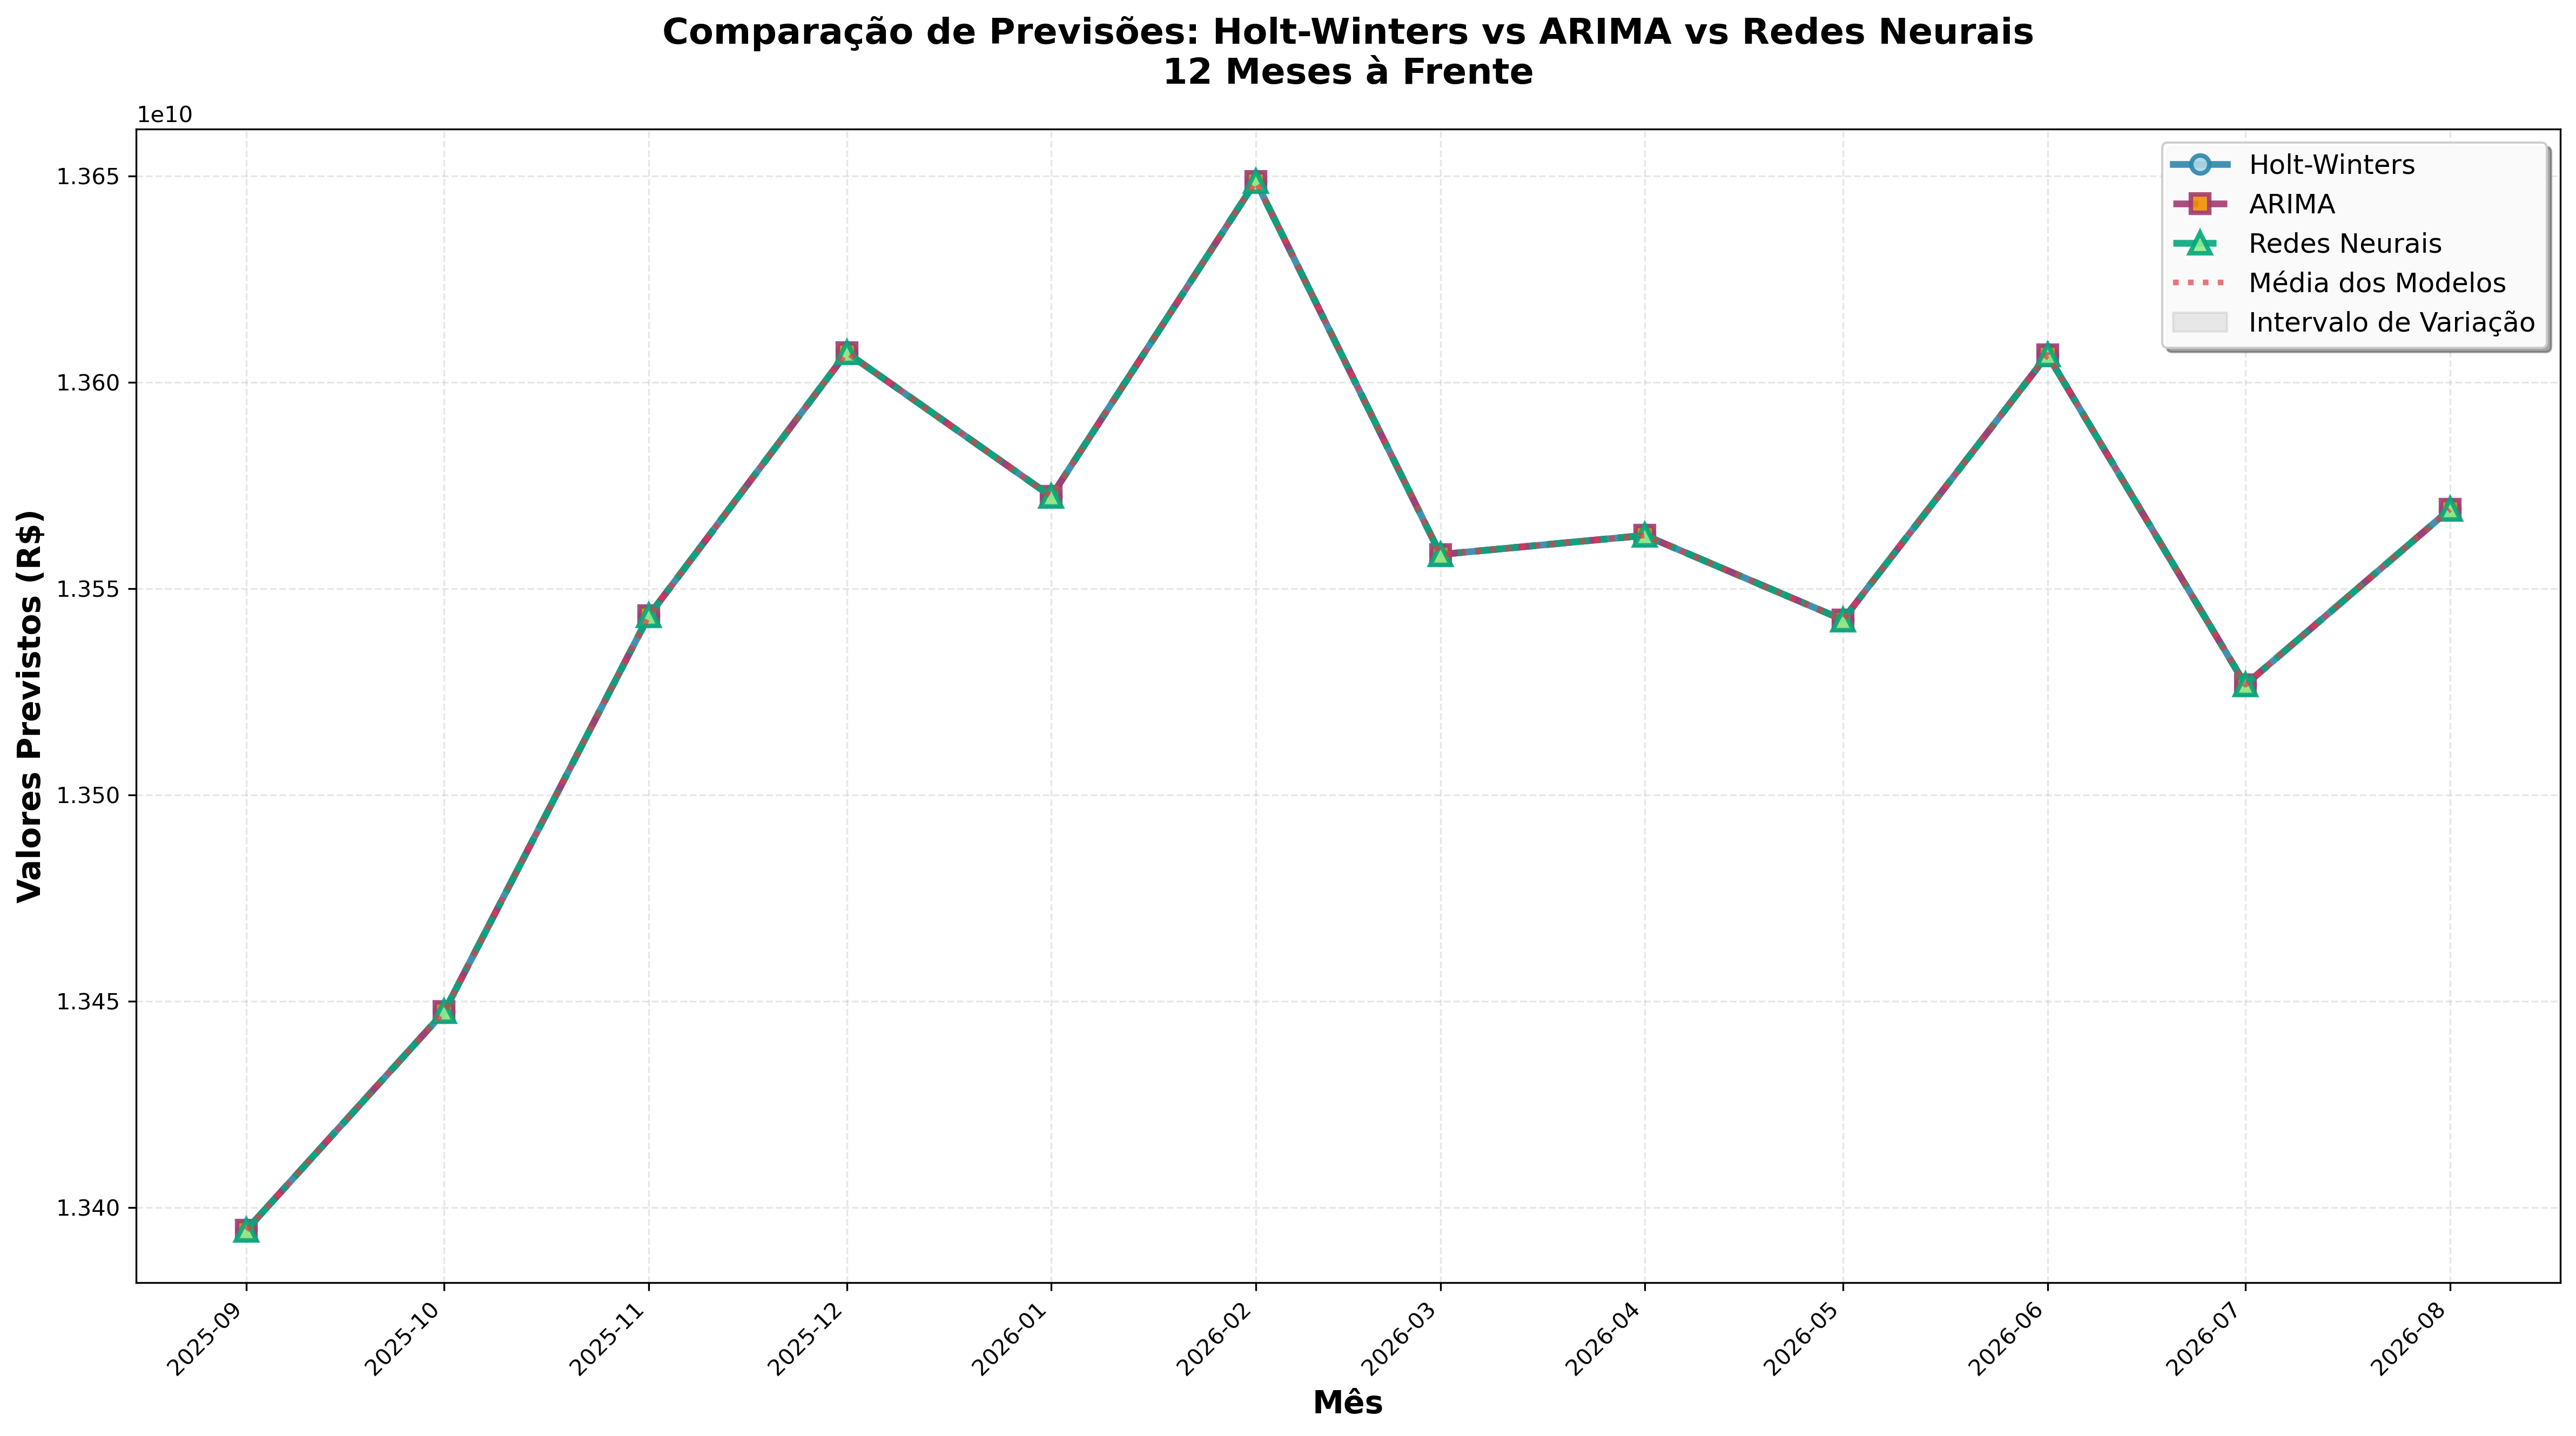 Comparação de Previsões: Holt-Winters vs ARIMA vs Redes Neurais
12 Meses à Frente
1e10
Holt-Winters
ARIMA
Redes Neurais
Média dos Modelos
Intervalo de Variação
Valores Previstos (R$)
1.365
1.360
1.355
1.350
1.345
1.340
2025-09
2025-10
2025-11
2025-12
2026-01
2026-02
2026-03
2026-04
2026-05
2026-06
2026-07
2026-08
Mês